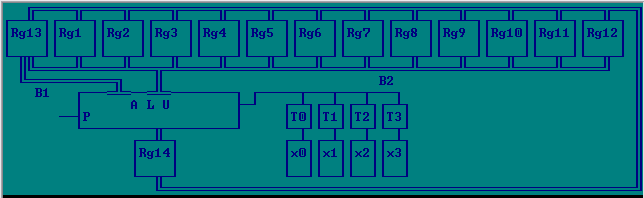 Rg13 Rg1 Rg2 Rg3 Rg4 Rg5 Rg6 Rg7 Rg8 Rg9 Rg10 Rg11 Rg12
B1 B2
A L U
P T0 T1 T2 T3
Rg14 x0 x1 x2 x3